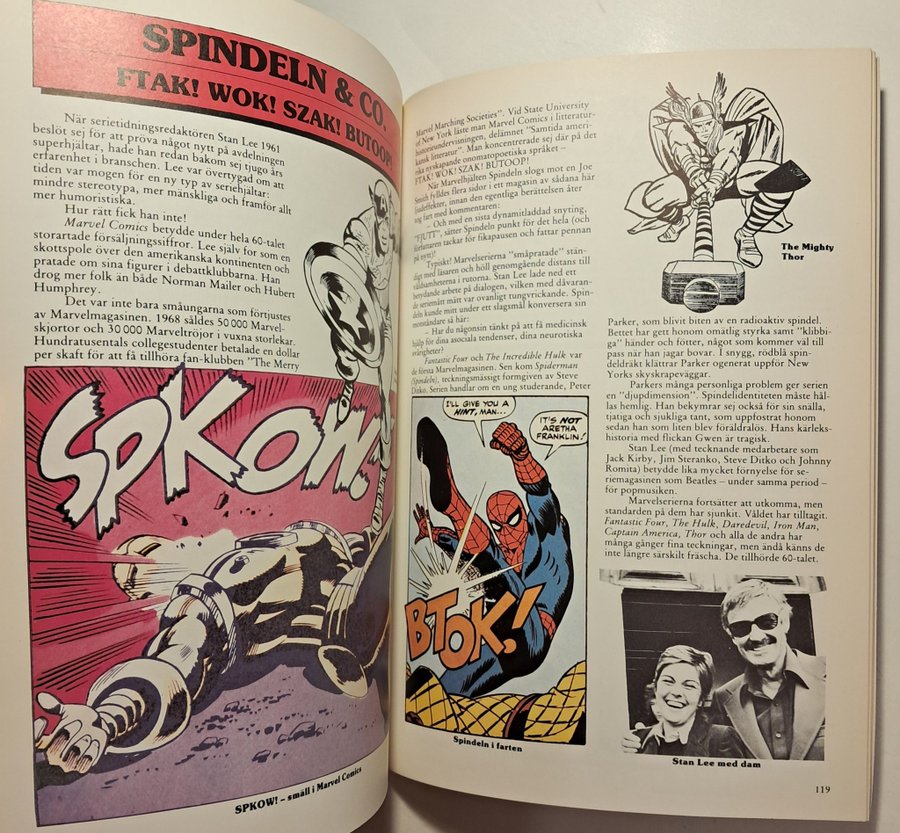 SPINDELN & CO.
FTAK! WOK! SZAK! BUTOOP!
När serietidningsredaktören Stan Lee 1961
beslöt sej för att pröva något nytt på avdelningen
superhjältar, hade han redan bakom sej tjugo års
erfarenhet i branschen. Lee var övertygad om att
tiden var mogen för en ny typ av seriehjältar:
mindre stereotypa, mer mänskliga och framför allt
mer humoristiska.
Hur rätt fick han inte!
Marvel Comics betydde under hela 60-talet
storartade försäljningssiffror. Lee själv for som en
skottspole över den amerikanska kontinenten och
pratade om sina figurer i debattklubbarna. Han
drog mer folk än både Norman Mailer och Hubert
Humphrey.
Det var inte bara småungarna som förtjustes
av Marvelmagasinen. 1968 såldes 50 000 Marvel-
skjortor och 30 000 Marveltröjor i vuxna storlekar.
Hundratusentals collegestudenter betalade en dollar
per skaft för att få tillhöra fan-klubben "The Merry
SPKOW!
SPKOW! – smäll i Marvel Comics
Marvel Marching Societies". Vid State University
of New York läste man Marvel Comics i litteratur-
historieundervisningen, delämnet "Samtida ameri-
kansk litteratur". Man koncentrerade sej där på det
rika nyskapande onomatopoetiska språket –
FTAK! WOK! SZAK! BUTOOP!
När Marvelhjälten Spindeln slogs mot en Joe
Smith fylldes flera sidor i ett magasin av sådana här
ljudeffekter, innan den egentliga berättelsen åter
tog fart med kommentaren:
– Och med en sista dynamitladdad snyting,
"FJUTT", sätter Spindeln punkt för det hela (och
författaren tackar för fikapausen och fattar pennan
på nytt)!
Typiskt! Marvelserierna "småpratade" stän-
digt med läsaren och höll genomgående distans till
våldsamheterna i rutorna. Stan Lee lade ned ett
betydande arbete på dialogen, vilken med dåvaran-
de seriemått mätt var ovanligt tungvrickande. Spin-
deln kunde mitt under ett slagsmål konversera sin
motståndare så här:
– Har du någonsin tänkt på att få medicinsk
hjälp för dina asociala tendenser, dina neurotiska
svårigheter?
Fantastic Four och The Incredible Hulk var
de första Marvelmagasinen. Sen kom Spiderman
(Spindeln), teckningsmässigt formgiven av Steve
Ditko. Serien handlar om en ung studerande, Peter
I'LL GIVE YOU A
HINT, MAN...
IT'S NOT
ARETHA
FRANKLIN!
BTOK!
Spindeln i farten
The Mighty
Thor
Parker, som blivit biten av en radioaktiv spindel.
Bettet har gett honom omätlig styrka samt "klibbi-
ga" händer och fötter, något som kommer väl till
pass när han jagar bovar. I snygg, rödblå spin-
deldräkt klättrar Parker ogenerat uppför New
Yorks skyskrapeväggar.
Parkers många personliga problem ger serien
en "djupdimension". Spindelidentiteten måste hål-
las hemlig. Han bekymrar sej också för sin snälla,
tjatiga och sjukliga tant, som uppfostrat honom
sedan han som liten blev föräldralös. Hans kärleks-
historia med flickan Gwen är tragisk.
Stan Lee (med tecknande medarbetare som
Jack Kirby, Jim Steranko, Steve Ditko och Johnny
Romita) betydde lika mycket förnyelse för se-
riemagasinen som Beatles – under samma period –
för popmusiken.
Marvelserierna fortsätter att utkomma, men
standarden på dem har sjunkit. Våldet har tilltagit.
Fantastic Four, The Hulk, Daredevil, Iron Man,
Captain America, Thor och alla de andra har
många gånger fina teckningar, men ändå känns de
inte längre särskilt fräscha. De tillhörde 60-talet.
Stan Lee med dam
119